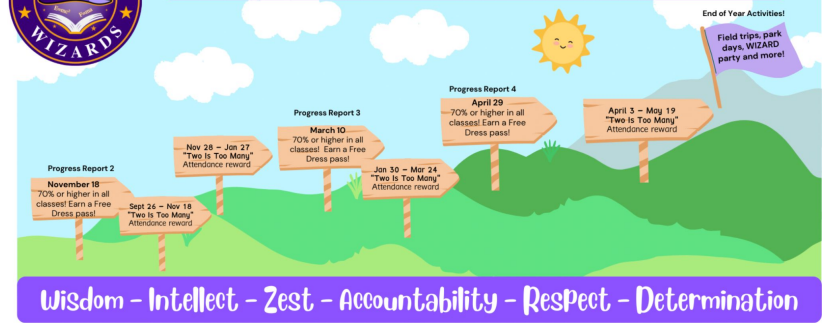 WIZARDS
End of Year Activities!
Field trips, park
days, WIZARD
party and more!
Progress Report 4
April 29
70% or higher in all
classes! Earn a Free
Dress pass!
April 3 – May 19
"Two Is Too Many"
Attendance reward
Progress Report 3
March 10
70% or higher in all
classes! Earn a Free
Dress pass!
Nov 28 – Jan 27
"Two Is Too Many"
Attendance reward
Jan 30 – Mar 24
"Two Is Too Many"
Attendance reward
Progress Report 2
November 18
70% or higher in all
classes! Earn a Free
Dress pass!
Sept 26 – Nov 18
"Two Is Too Many"
Attendance reward
Wisdom – Intellect – Zest – Accountability – Respect – Determination